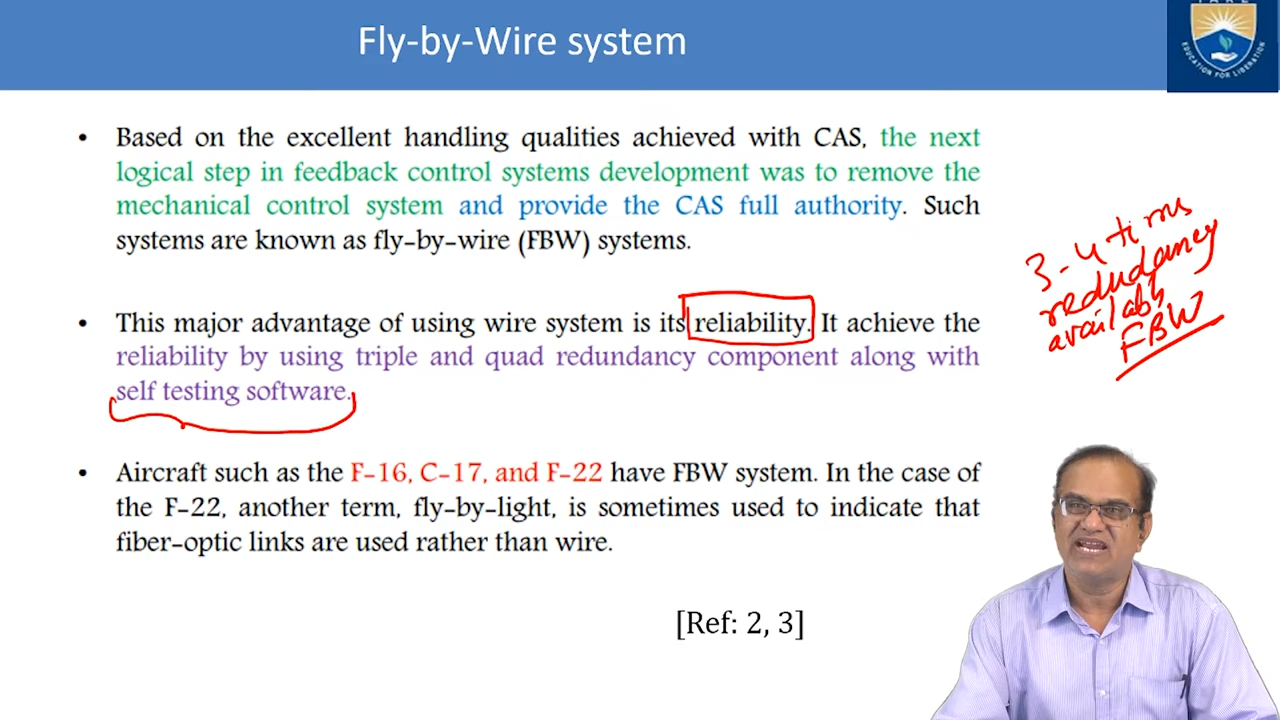 Fly-by-Wire system
EDUCATION FOR LIBERATION
• Based on the excellent handling qualities achieved with CAS, the next
logical step in feedback control systems development was to remove the
mechanical control system and provide the CAS full authority. Such
systems are known as fly-by-wire (FBW) systems.
• This major advantage of using wire system is its reliability. It achieve the
reliability by using triple and quad redundancy component along with
self testing software.
3-4 times
redudancy
available
FBW
• Aircraft such as the F-16, C-17, and F-22 have FBW system. In the case of
the F-22, another term, fly-by-light, is sometimes used to indicate that
fiber-optic links are used rather than wire.
[Ref: 2, 3]